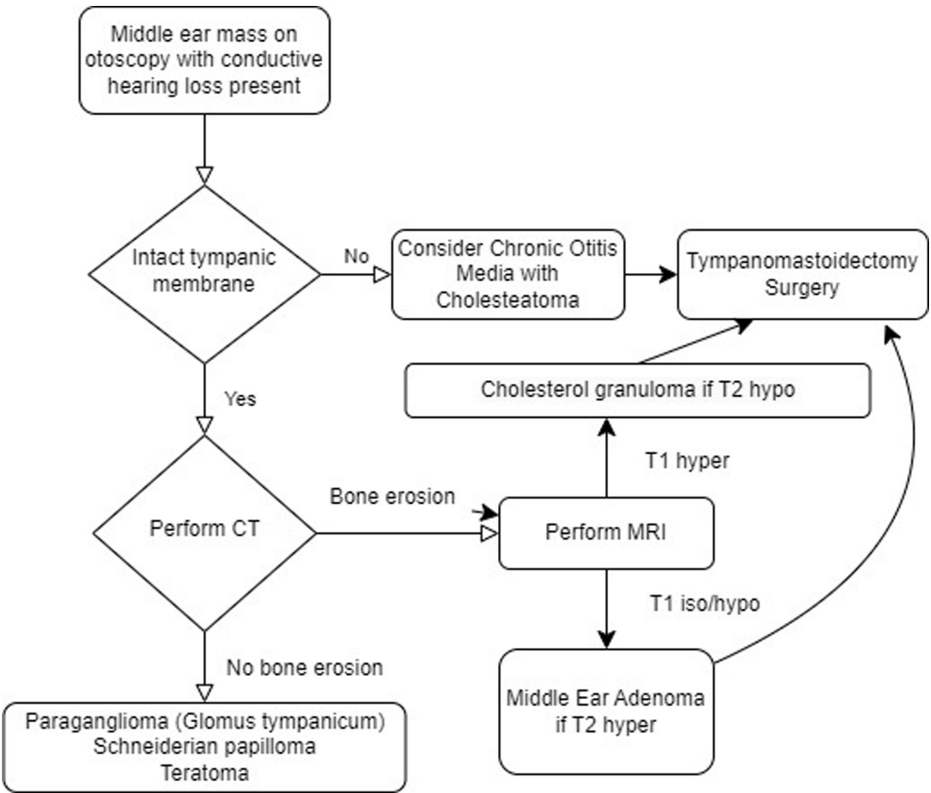 Middle ear mass on
otoscopy with conductive
hearing loss present
Intact tympanic
membrane
No
Consider Chronic Otitis
Media with
Cholesteatoma
Tympanomastoidectomy
Surgery
Yes
Cholesterol granuloma if T2 hypo
T1 hyper
Bone erosion
Perform CT
Perform MRI
T1 iso/hypo
No bone erosion
Middle Ear Adenoma
if T2 hyper
Paraganglioma (Glomus tympanicum)
Schneiderian papilloma
Teratoma